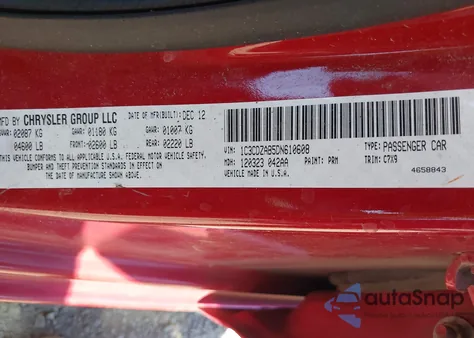 MFD BY CHRYSLER GROUP LLC
DATE OF MFR(BUILT): DEC 12
GVWR: 02087 KG GAWR: 01180 KG GAWR: 01007 KG
04600 LB FRONT: 02600 LB REAR: 02220 LB
THIS VEHICLE CONFORMS TO ALL APPLICABLE U.S.A. FEDERAL MOTOR VEHICLE SAFETY,
BUMPER AND THEFT PREVENTION STANDARDS IN EFFECT ON
THE DATE OF MANUFACTURE SHOWN ABOVE.
VIN: 1C3CDZAB5DN610608
TYPE: PASSENGER CAR
MDH: 120323 042AA PAINT: PRM TRIM: C7X9
VEHICLE MADE IN U.S.A.
4658843
autoSnap